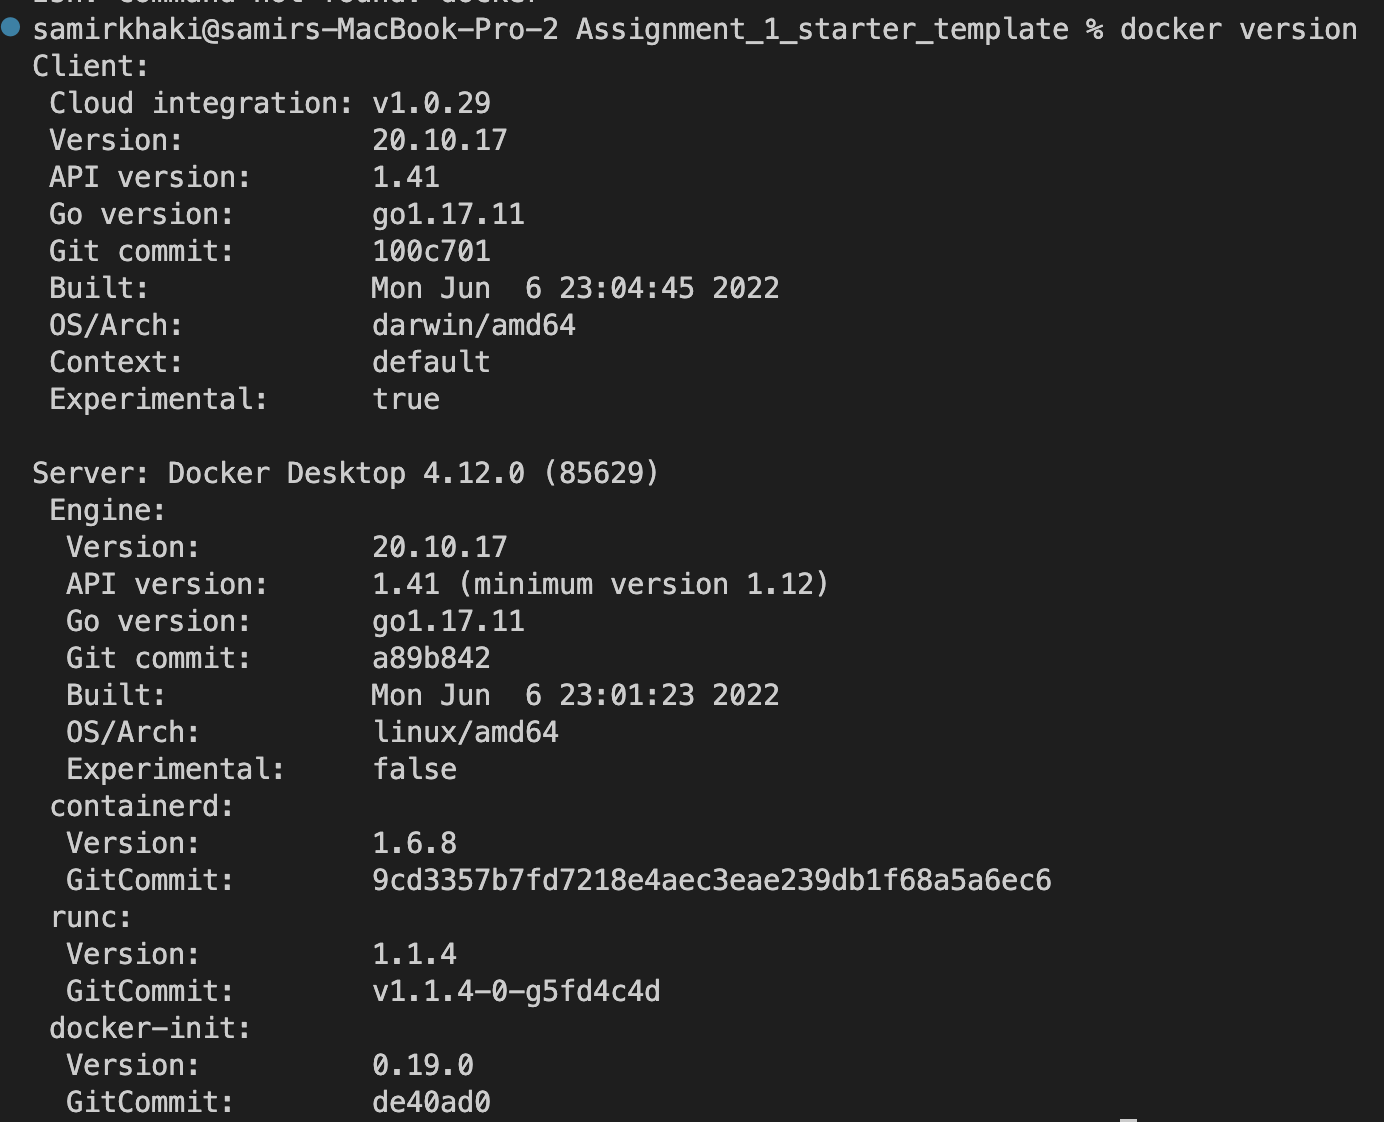 command not found: docker
samirkhaki@samirs-MacBook-Pro-2 Assignment_1_starter_template % docker version
Client:
 Cloud integration: v1.0.29
 Version:           20.10.17
 API version:       1.41
 Go version:        go1.17.11
 Git commit:        100c701
 Built:             Mon Jun  6 23:04:45 2022
 OS/Arch:           darwin/amd64
 Context:           default
 Experimental:      true

Server: Docker Desktop 4.12.0 (85629)
 Engine:
  Version:          20.10.17
  API version:      1.41 (minimum version 1.12)
  Go version:       go1.17.11
  Git commit:       a89b842
  Built:            Mon Jun  6 23:01:23 2022
  OS/Arch:          linux/amd64
  Experimental:     false
 containerd:
  Version:          1.6.8
  GitCommit:        9cd3357b7fd7218e4aec3eae239db1f68a5a6ec6
 runc:
  Version:          1.1.4
  GitCommit:        v1.1.4-0-g5fd4c4d
 docker-init:
  Version:          0.19.0
  GitCommit:        de40ad0